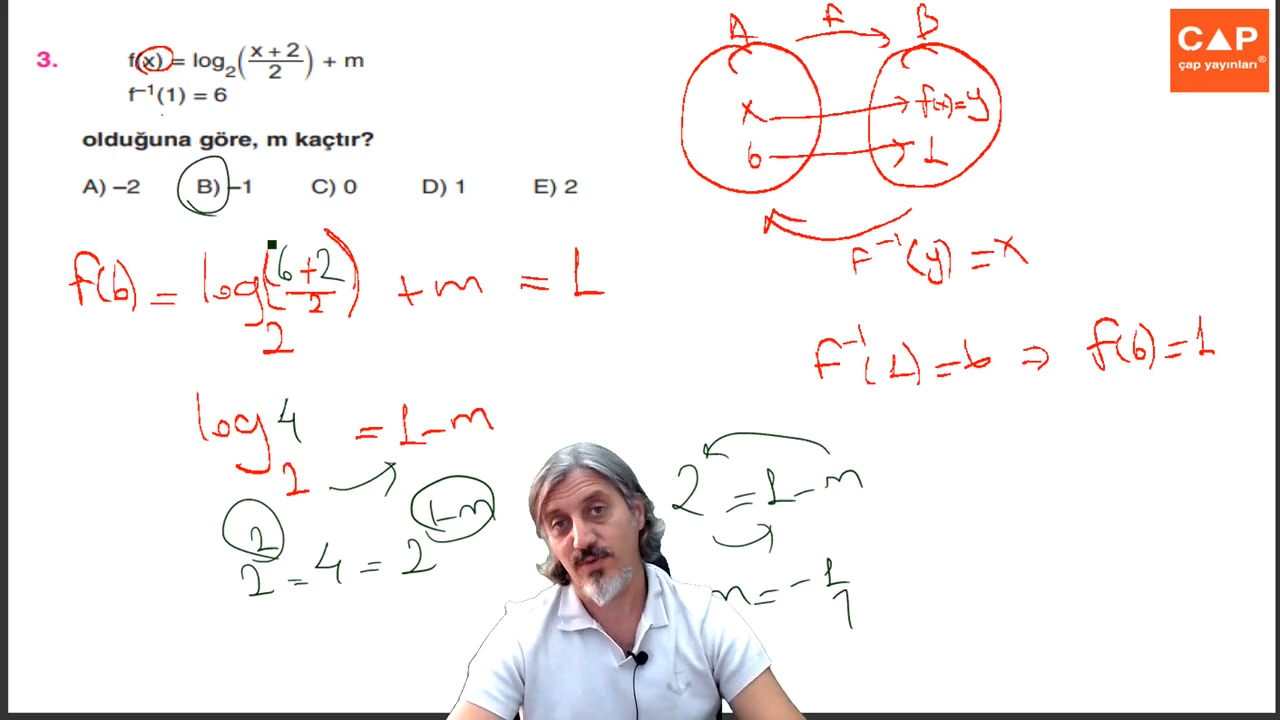 3.
f(x) = log₂((x + 2)/2) + m
f⁻¹(1) = 6
olduğuna göre, m kaçtır?
A) –2 B) –1 C) 0 D) 1 E) 2
f(6) = log₂((6+2)/2) + m = 1
log₂ 4 = 1 – m
2² = 4 = 2^(1–m)
A F B
x f(x)=y
6 1
F⁻¹(y) = x
F⁻¹(1) = 6 ⇒ f(6) = 1
2 = 1 – m
m = –1
ÇAP
çap yayınları®